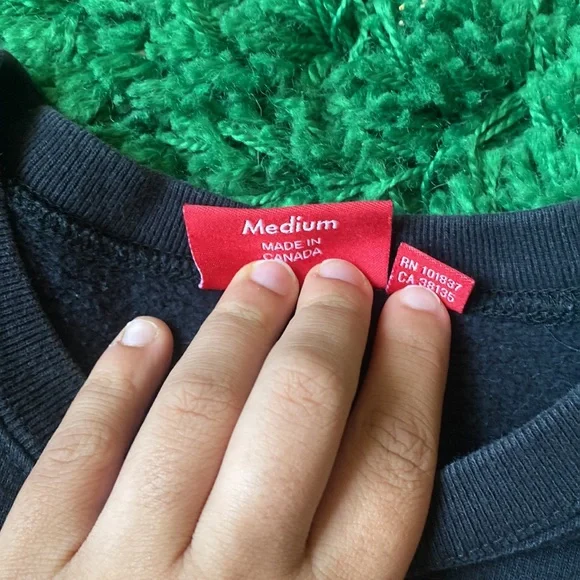 Medium
MADE IN
CANADA
RN 101837
CA 38135